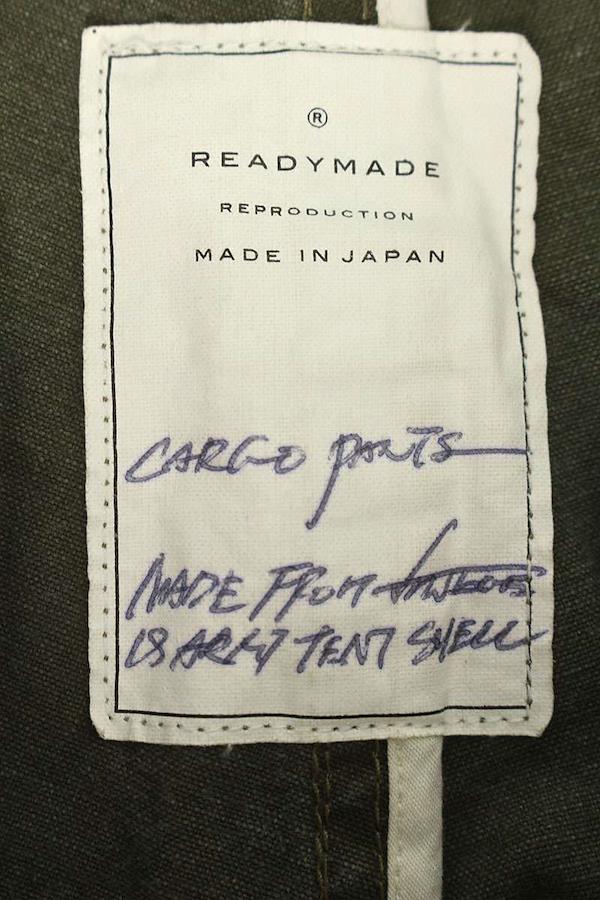 ®
READYMADE
REPRODUCTION
MADE IN JAPAN
CARGO PANTS
MADE FROM
US ARMY TENT SHELL